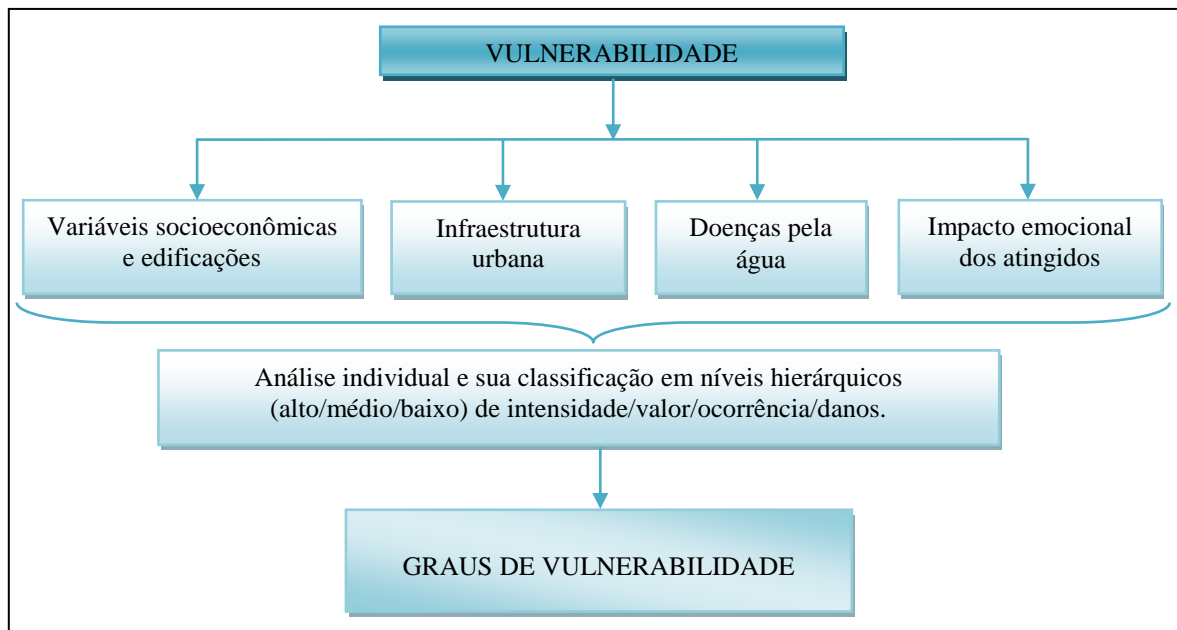 VULNERABILIDADE
Variáveis socioeconômicas
e edificações
Infraestrutura
urbana
Doenças pela
água
Impacto emocional
dos atingidos
Análise individual e sua classificação em níveis hierárquicos
(alto/médio/baixo) de intensidade/valor/ocorrência/danos.
GRAUS DE VULNERABILIDADE